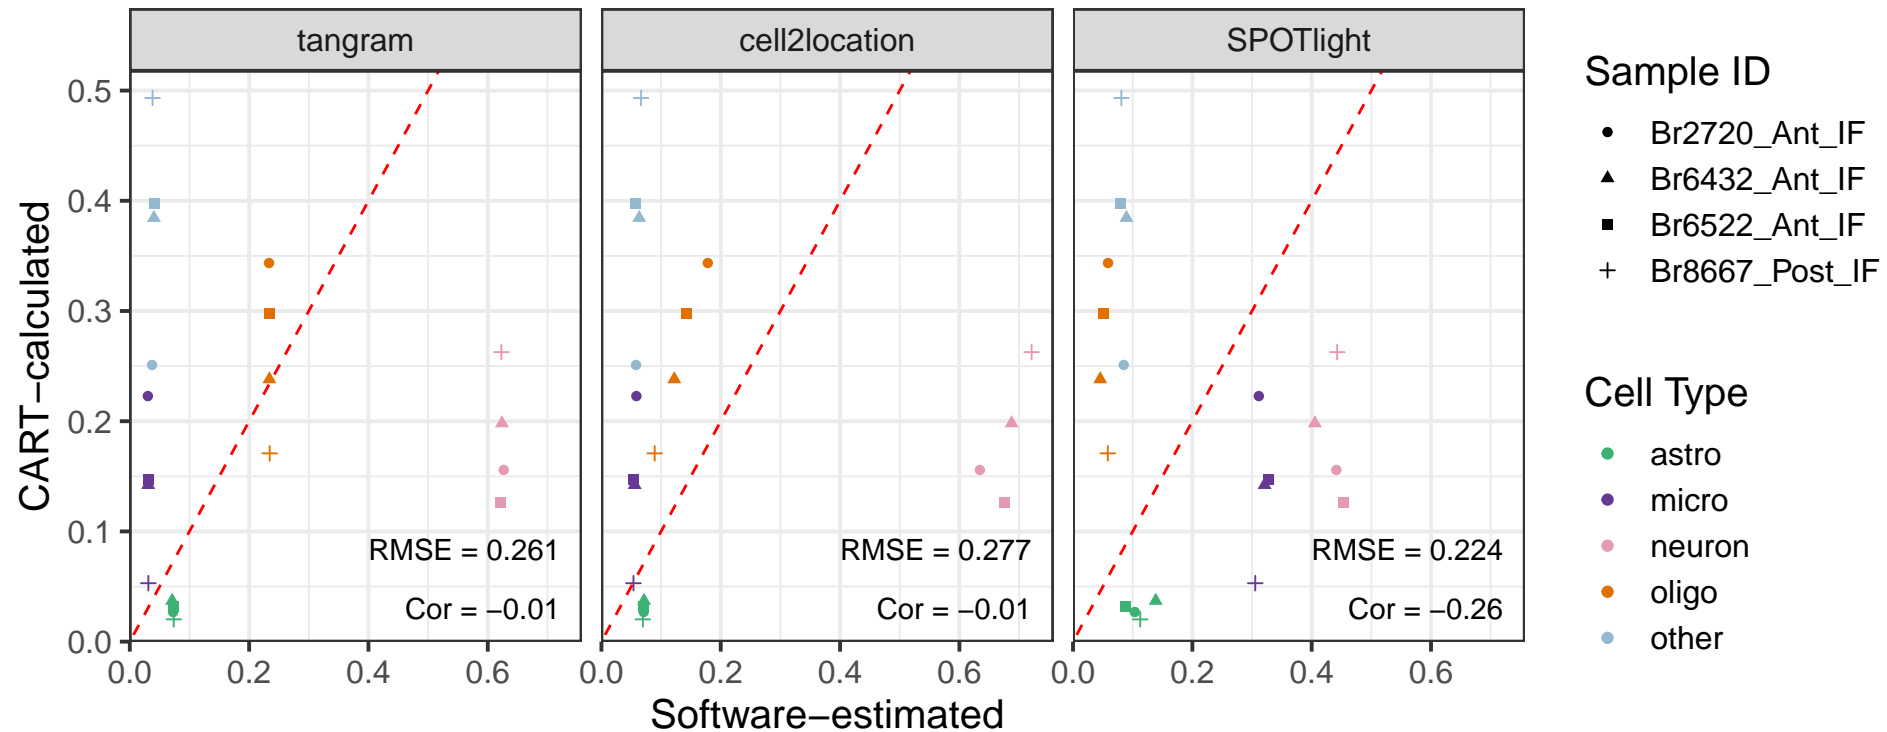 tangram
cell2location
SPOTlight
CART−calculated
0.5
0.4
0.3
0.2
0.1
0.0
RMSE = 0.261
Cor = −0.01
RMSE = 0.277
Cor = −0.01
RMSE = 0.224
Cor = −0.26
0.0 0.2 0.4 0.6
0.0 0.2 0.4 0.6
0.0 0.2 0.4 0.6
Software−estimated
Sample ID
Br2720_Ant_IF
Br6432_Ant_IF
Br6522_Ant_IF
Br8667_Post_IF
Cell Type
astro
micro
neuron
oligo
other